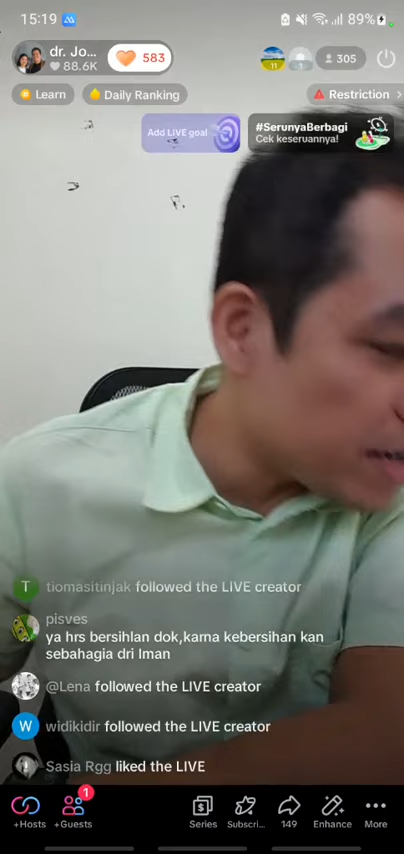 15:19
89%
dr. Jo...
88.6K
583
11
1
305
Learn
Daily Ranking
Restriction
Add LIVE goal
#SerunyaBerbagi
Cek keseruannya!
T tiomasitinjak followed the LIVE creator
pisves
ya hrs bersihlan dok,karna kebersihan kan
sebahagia dri Iman
@Lena followed the LIVE creator
W widikidir followed the LIVE creator
Sasia Rgg liked the LIVE
1
+Hosts
+Guests
Series
Subscri...
149
Enhance
More